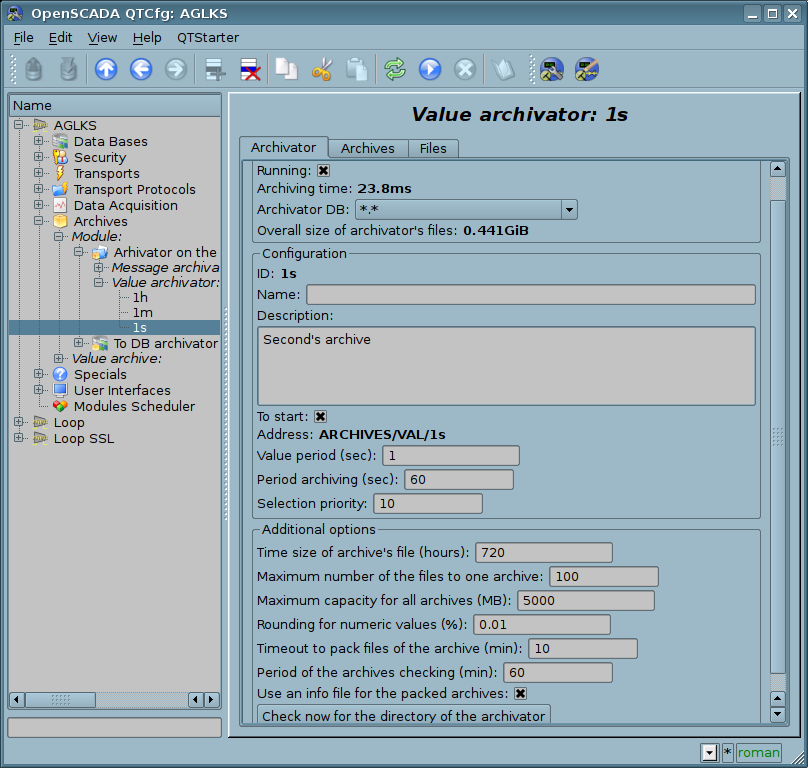 OpenSCADA QTCfg: AGLKS
File Edit View Help QTStarter
Name
AGLKS
Data Bases
Security
Transports
Transport Protocols
Data Acquisition
Archives
Module:
Arhivator on the
Message archiva
Value archivator:
1h
1m
1s
To DB archivator
Value archive:
Specials
User Interfaces
Modules Scheduler
Loop
Loop SSL
Value archivator: 1s
Archivator Archives Files
Running:
Archiving time: 23.8ms
Archivator DB: *.*
Overall size of archivator's files: 0.441GiB
Configuration
ID: 1s
Name:
Description:
Second's archive
To start:
Address: ARCHIVES/VAL/1s
Value period (sec): 1
Period archiving (sec): 60
Selection priority: 10
Additional options
Time size of archive's file (hours): 720
Maximum number of the files to one archive: 100
Maximum capacity for all archives (MB): 5000
Rounding for numeric values (%): 0.01
Timeout to pack files of the archive (min): 10
Period of the archives checking (min): 60
Use an info file for the packed archives:
Check now for the directory of the archivator
* roman